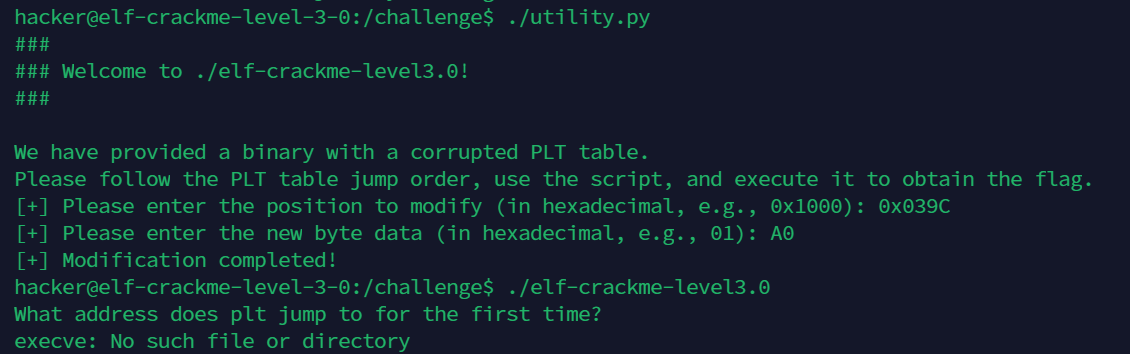 hacker@elf-crackme-level-3-0:/challenge$ ./utility.py
###
### Welcome to ./elf-crackme-level3.0!
###
We have provided a binary with a corrupted PLT table.
Please follow the PLT table jump order, use the script, and execute it to obtain the flag.
[+] Please enter the position to modify (in hexadecimal, e.g., 0x1000): 0x039C
[+] Please enter the new byte data (in hexadecimal, e.g., 01): A0
[+] Modification completed!
hacker@elf-crackme-level-3-0:/challenge$ ./elf-crackme-level3.0
What address does plt jump to for the first time?
execve: No such file or directory